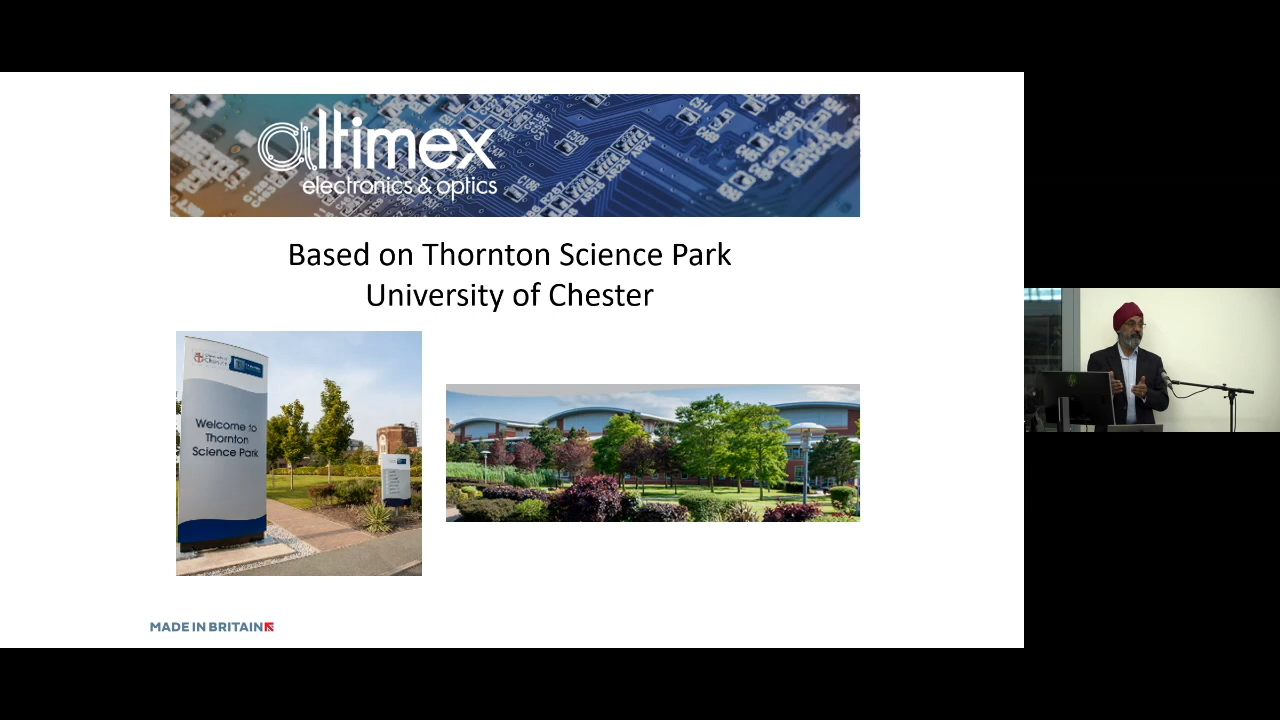 altimex
electronics & optics
Based on Thornton Science Park
University of Chester
Welcome to
Thornton
Science Park
MADE IN BRITAIN